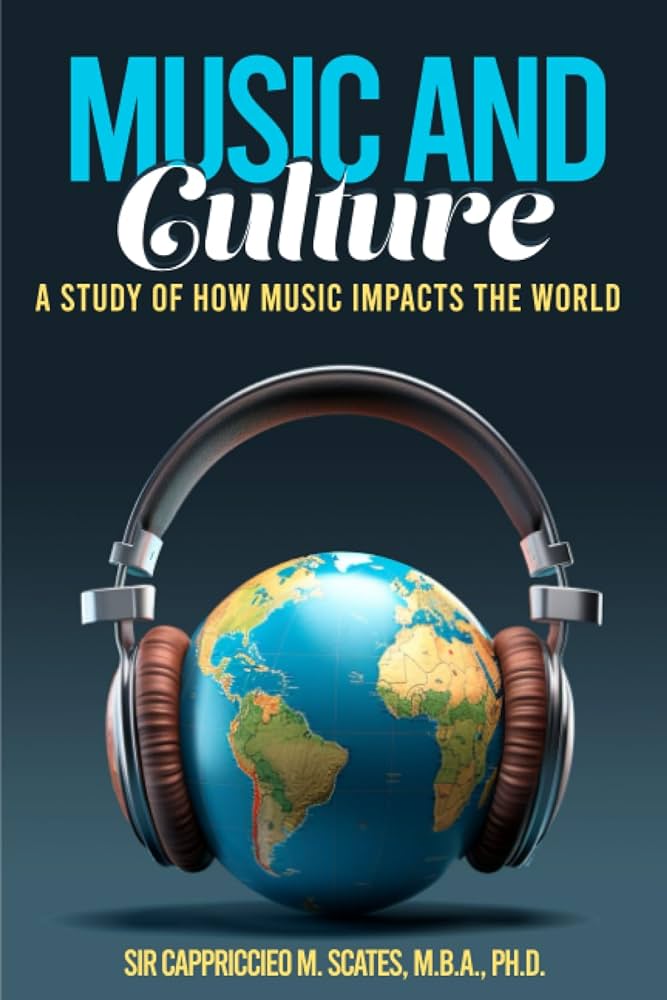 MUSIC AND
Culture
A STUDY OF HOW MUSIC IMPACTS THE WORLD
SIR CAPPRICCIEO M. SCATES, M.B.A., PH.D.